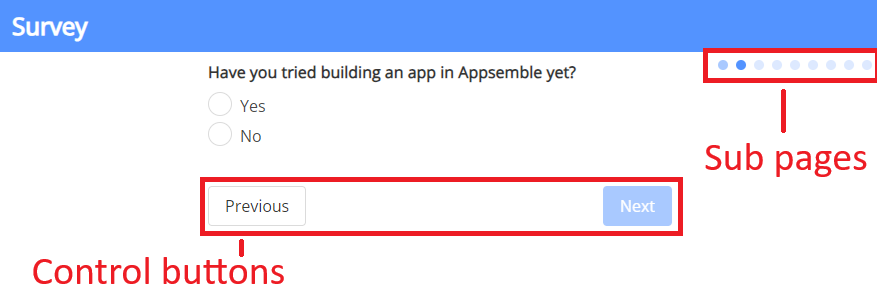 Survey
Have you tried building an app in Appsemble yet?
Yes
No
Sub pages
Previous
Next
Control buttons